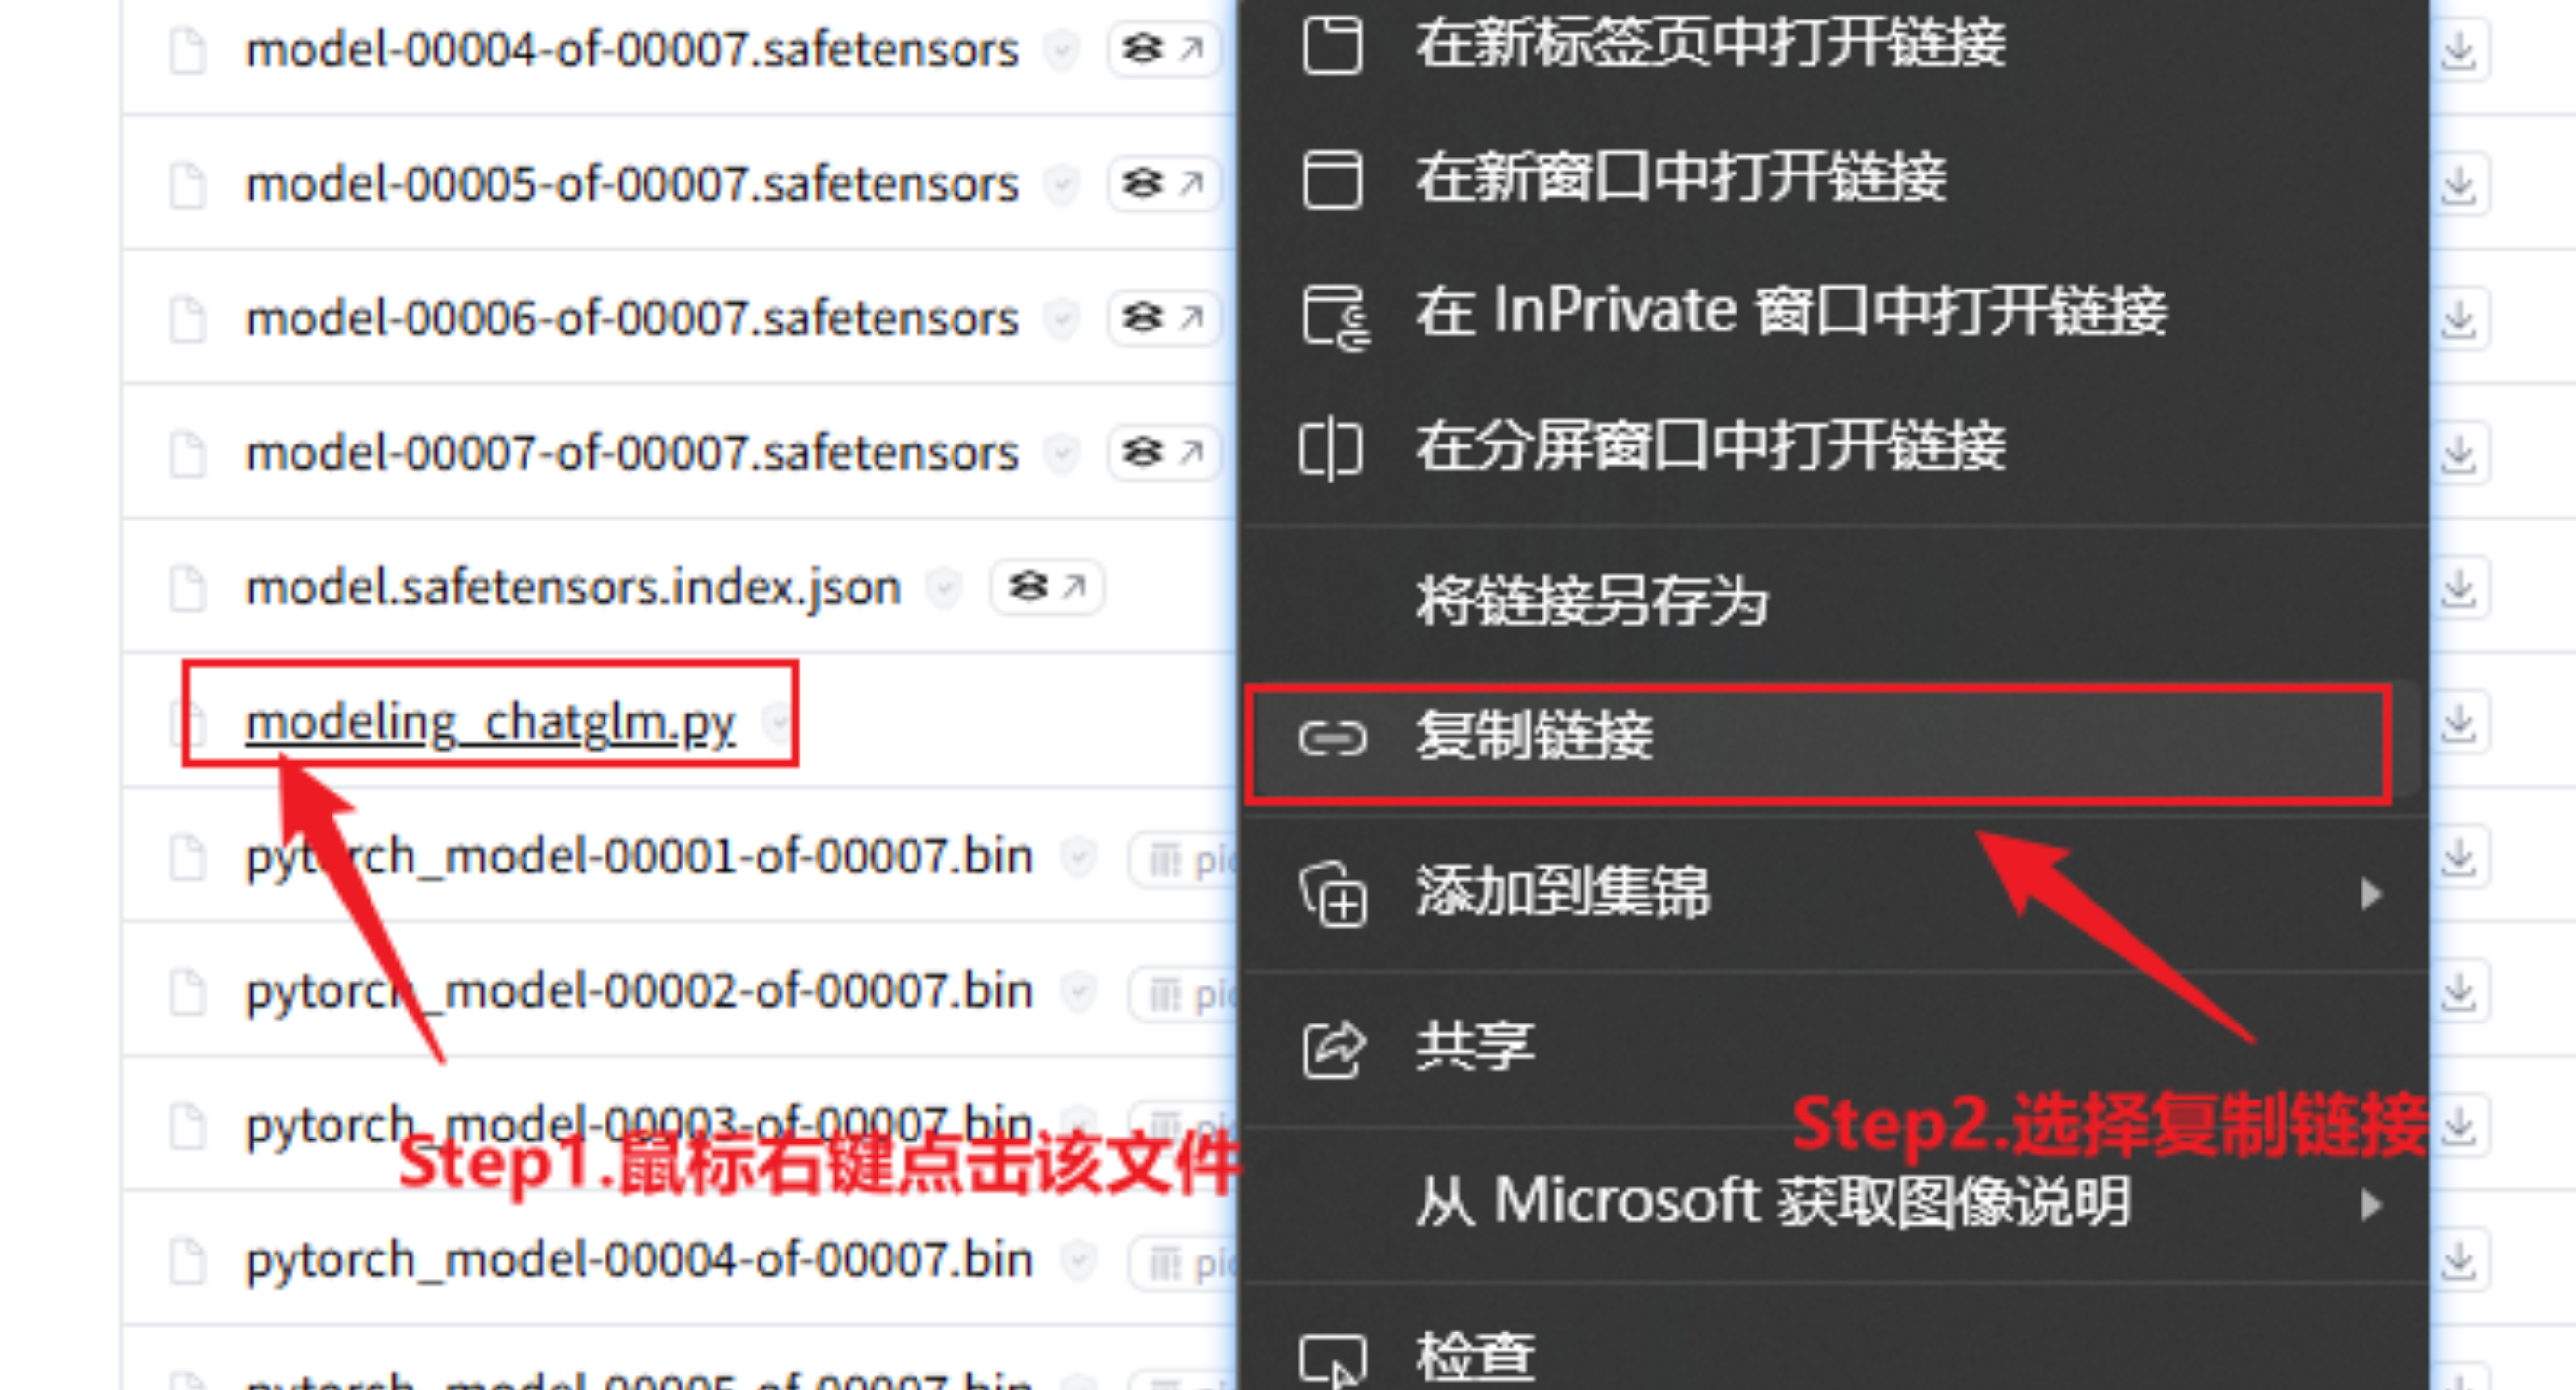 model-00004-of-00007.safetensors
model-00005-of-00007.safetensors
model-00006-of-00007.safetensors
model-00007-of-00007.safetensors
model.safetensors.index.json
modeling_chatglm.py
pytorch_model-00001-of-00007.bin
pytorch_model-00002-of-00007.bin
pytorch_model-00003-of-00007.bin
Step1.鼠标右键点击该文件
pytorch_model-00004-of-00007.bin
pytorch_model-00005-of-00007.bin
在新标签页中打开链接
在新窗口中打开链接
在 InPrivate 窗口中打开链接
在分屏窗口中打开链接
将链接另存为
复制链接
添加到集锦
共享
Step2.选择复制链接
从 Microsoft 获取图像说明
检查